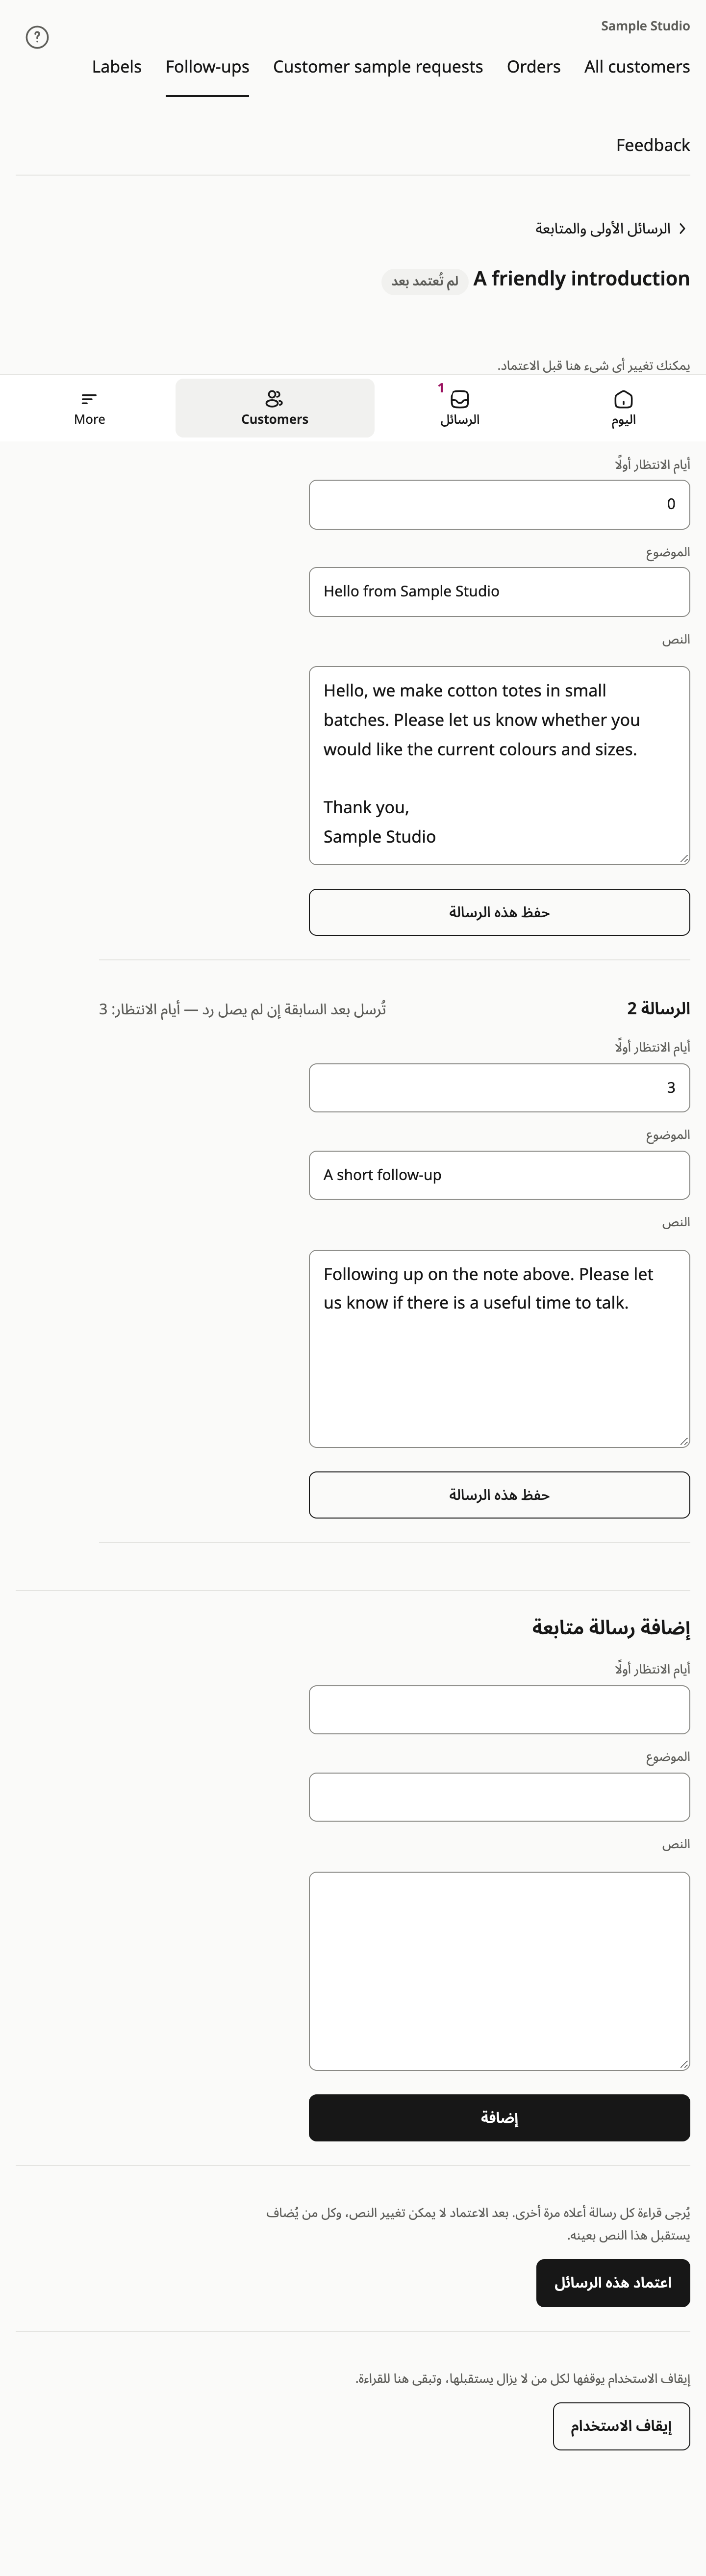 Sample Studio
All customers
Orders
Customer sample requests
Follow-ups
Labels
Feedback
الرسائل الأولى والمتابعة
A friendly introduction لم تُعتمد بعد
يمكنك تغيير أي شيء هنا قبل الاعتماد.
اليوم
الرسائل 1
Customers
More
أيام الانتظار أولًا
0
الموضوع
Hello from Sample Studio
النص
Hello, we make cotton totes in small
batches. Please let us know whether you
would like the current colours and sizes.
Thank you,
Sample Studio
حفظ هذه الرسالة
الرسالة 2
تُرسل بعد السابقة إن لم يصل رد — أيام الانتظار: 3
أيام الانتظار أولًا
3
الموضوع
A short follow-up
النص
Following up on the note above. Please let
us know if there is a useful time to talk.
حفظ هذه الرسالة
إضافة رسالة متابعة
أيام الانتظار أولًا
الموضوع
النص
إضافة
يُرجى قراءة كل رسالة أعلاه مرة أخرى. بعد الاعتماد لا يمكن تغيير النص، وكل من يُضاف
يستقبل هذا النص بعينه.
اعتماد هذه الرسائل
إيقاف الاستخدام يوقفها لكل من لا يزال يستقبلها، وتبقى هنا للقراءة.
إيقاف الاستخدام